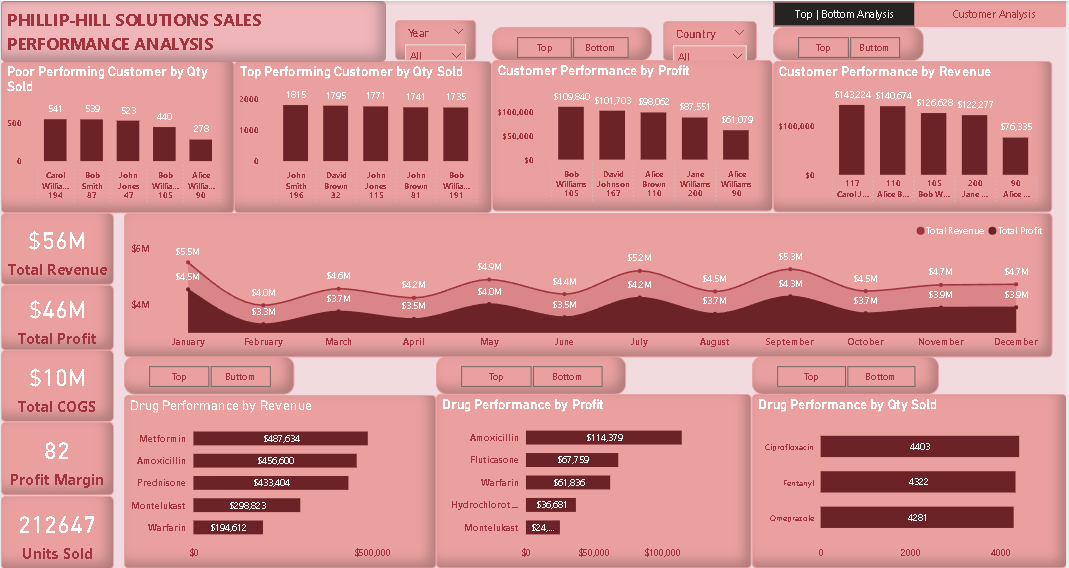 PHILLIP-HILL SOLUTIONS SALES
PERFORMANCE ANALYSIS
Year
All
Top
Bottom
Country
All
Top | Bottom Analysis
Customer Analysis
Top
Buttom
Poor Performing Customer by Qty
Sold
500
0
541
539
523
440
278
Carol
Willia...
194
Bob
Smith
87
John
Jones
47
Bob
Willia...
105
Alice
Willia...
90
Top Performing Customer by Qty Sold
2000
1000
0
1815
1795
1771
1741
1735
John
Smith
196
David
Brown
32
John
Jones
115
John
Brown
81
Bob
Willia...
191
Customer Performance by Profit
$100,000
$50,000
$0
$109,840
$101,703
$98,062
$87,551
$61,079
Bob
Williams
105
David
Johnson
167
Alice
Brown
110
Jane
Williams
200
Alice
Williams
90
Customer Performance by Revenue
$100,000
$0
$143,224
$140,674
$126,628
$122,277
$76,335
117
Carol J...
110
Alice B...
105
Bob W...
200
Jane ...
90
Alice ...
$56M
Total Revenue
$46M
Total Profit
$10M
Total COGS
82
Profit Margin
212647
Units Sold
Total Revenue
Total Profit
$6M
$4M
$5.5M
$4.0M
$4.6M
$4.2M
$4.9M
$4.4M
$5.2M
$4.5M
$5.3M
$4.5M
$4.7M
$4.7M
$4.5M
$3.3M
$3.7M
$3.5M
$4.0M
$3.5M
$4.2M
$3.7M
$4.3M
$3.7M
$3.9M
$3.9M
January
February
March
April
May
June
July
August
September
October
November
December
Top
Buttom
Top
Bottom
Top
Bottom
Drug Performance by Revenue
Metformin
$487,634
Amoxicillin
$456,600
Prednisone
$433,404
Montelukast
$298,823
Warfarin
$194,612
$0
$500,000
Drug Performance by Profit
Amoxicillin
$114,379
Fluticasone
$67,759
Warfarin
$61,836
Hydrochlorot...
$36,681
Montelukast
$24,...
$0
$50,000
$100,000
Drug Performance by Qty Sold
Ciprofloxacin
4403
Fentanyl
4322
Omeprazole
4281
0
2000
4000